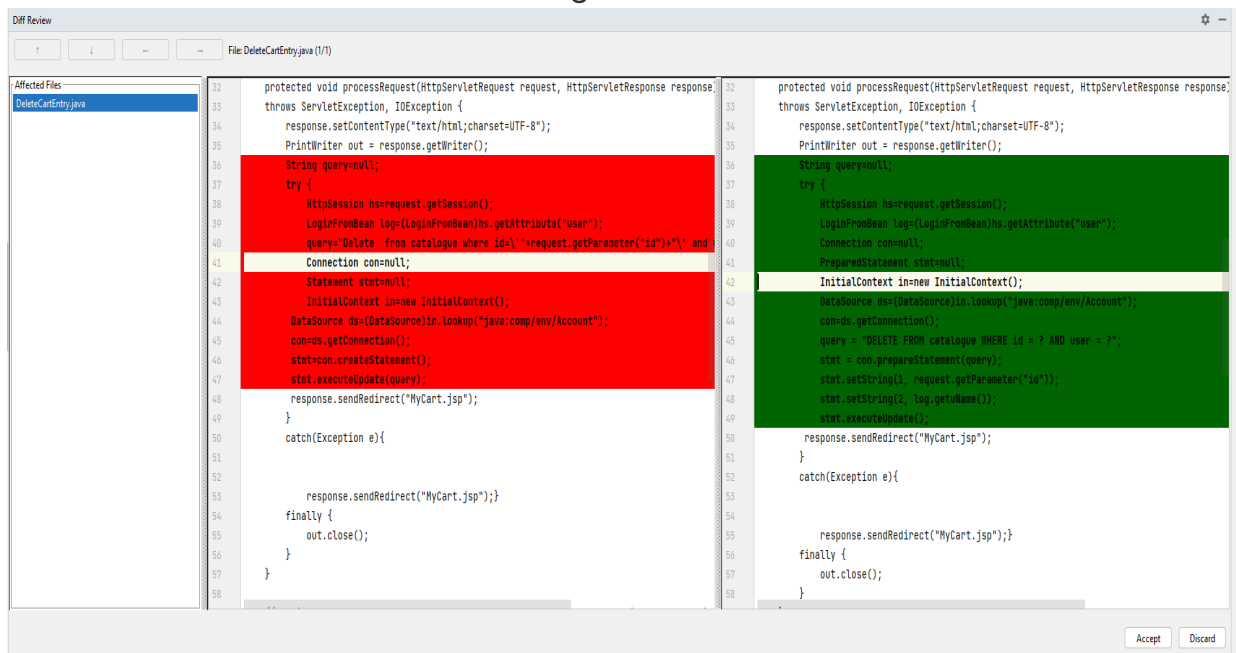 Diff Review
↑ ↓ ← → File: DeleteCartEntry.java (1/1)
Affected Files
DeleteCartEntry.java
32 protected void processRequest(HttpServletRequest request, HttpServletResponse response
33 throws ServletException, IOException {
34 response.setContentType("text/html;charset=UTF-8");
35 PrintWriter out = response.getWriter();
36 String query=null;
37 try {
38 HttpSession hs=request.getSession();
39 LoginFromBean log=(LoginFromBean)hs.getAttribute("user");
40 query="Delete  from catalogue where id=\'"+request.getParameter("id")+"\' and
41 Connection con=null;
42 Statement stmt=null;
43 InitialContext in=new InitialContext();
44 DataSource ds=(DataSource)in.lookup("java:comp/env/Account");
45 con=ds.getConnection();
46 stmt=con.createStatement();
47 stmt.executeUpdate(query);
48 response.sendRedirect("MyCart.jsp");
49 }
50 catch(Exception e){
51
52
53 response.sendRedirect("MyCart.jsp");}
54 finally {
55 out.close();
56 }
57 }
58
32 protected void processRequest(HttpServletRequest request, HttpServletResponse response)
33 throws ServletException, IOException {
34 response.setContentType("text/html;charset=UTF-8");
35 PrintWriter out = response.getWriter();
36 String query=null;
37 try {
38 HttpSession hs=request.getSession();
39 LoginFromBean log=(LoginFromBean)hs.getAttribute("user");
40 Connection con=null;
41 PreparedStatement stmt=null;
42 InitialContext in=new InitialContext();
43 DataSource ds=(DataSource)in.lookup("java:comp/env/Account");
44 con=ds.getConnection();
45 query = "DELETE FROM catalogue WHERE id = ? AND user = ?";
46 stmt = con.prepareStatement(query);
47 stmt.setString(1, request.getParameter("id"));
48 stmt.setString(2, log.getuName());
49 stmt.executeUpdate();
50 response.sendRedirect("MyCart.jsp");
51 }
52 catch(Exception e){
53
54
55 response.sendRedirect("MyCart.jsp");}
56 finally {
57 out.close();
58 }
Accept Discard